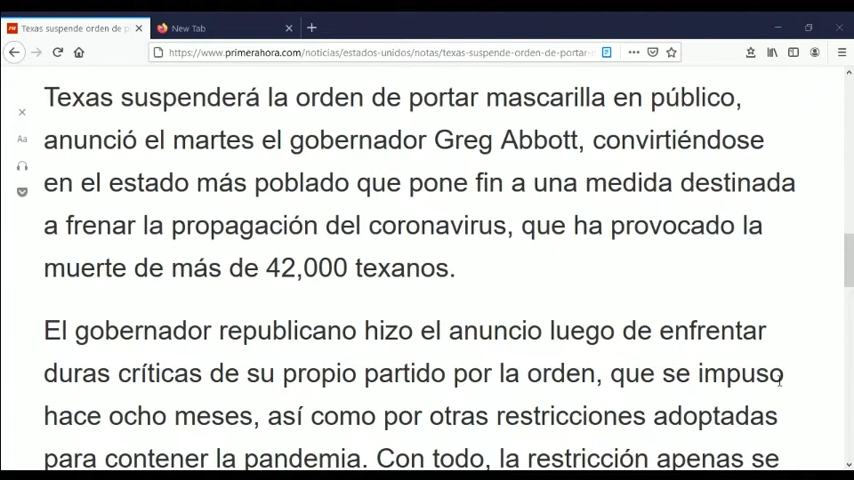 Texas suspende orden de p
New Tab
https://www.primerahora.com/noticias/estados-unidos/notas/texas-suspende-orden-de-portar-
Aa
Texas suspenderá la orden de portar mascarilla en público,
anunció el martes el gobernador Greg Abbott, convirtiéndose
en el estado más poblado que pone fin a una medida destinada
a frenar la propagación del coronavirus, que ha provocado la
muerte de más de 42,000 texanos.
El gobernador republicano hizo el anuncio luego de enfrentar
duras críticas de su propio partido por la orden, que se impuso
hace ocho meses, así como por otras restricciones adoptadas
para contener la pandemia. Con todo, la restricción apenas se